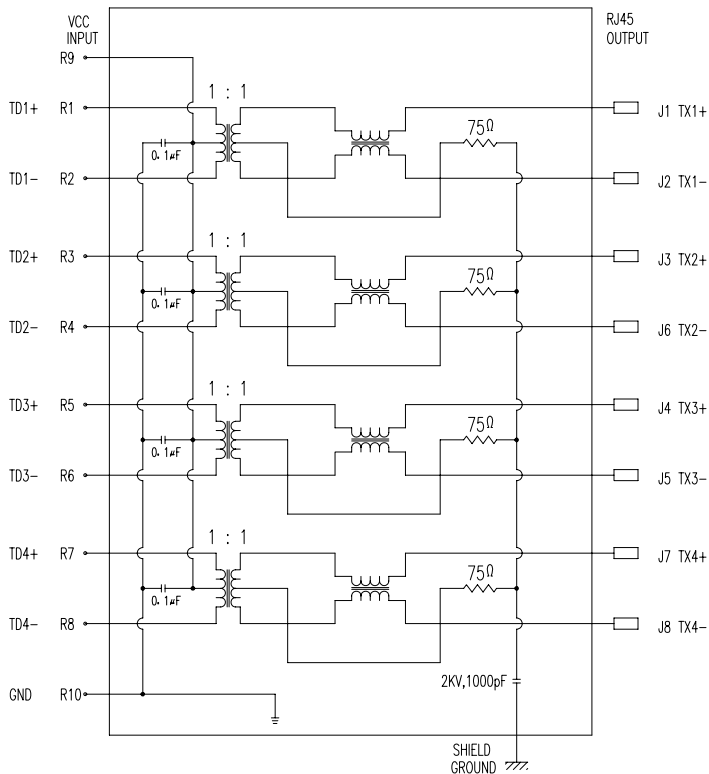 VCC
INPUT
RJ45
OUTPUT
R9
1 : 1
TD1+ R1
J1 TX1+
75Ω
0.1μF
TD1- R2
J2 TX1-
1 : 1
TD2+ R3
J3 TX2+
75Ω
0.1μF
TD2- R4
J6 TX2-
1 : 1
TD3+ R5
J4 TX3+
75Ω
0.1μF
TD3- R6
J5 TX3-
1 : 1
TD4+ R7
J7 TX4+
75Ω
0.1μF
TD4- R8
J8 TX4-
2KV,1000pF
GND R10
SHIELD
GROUND